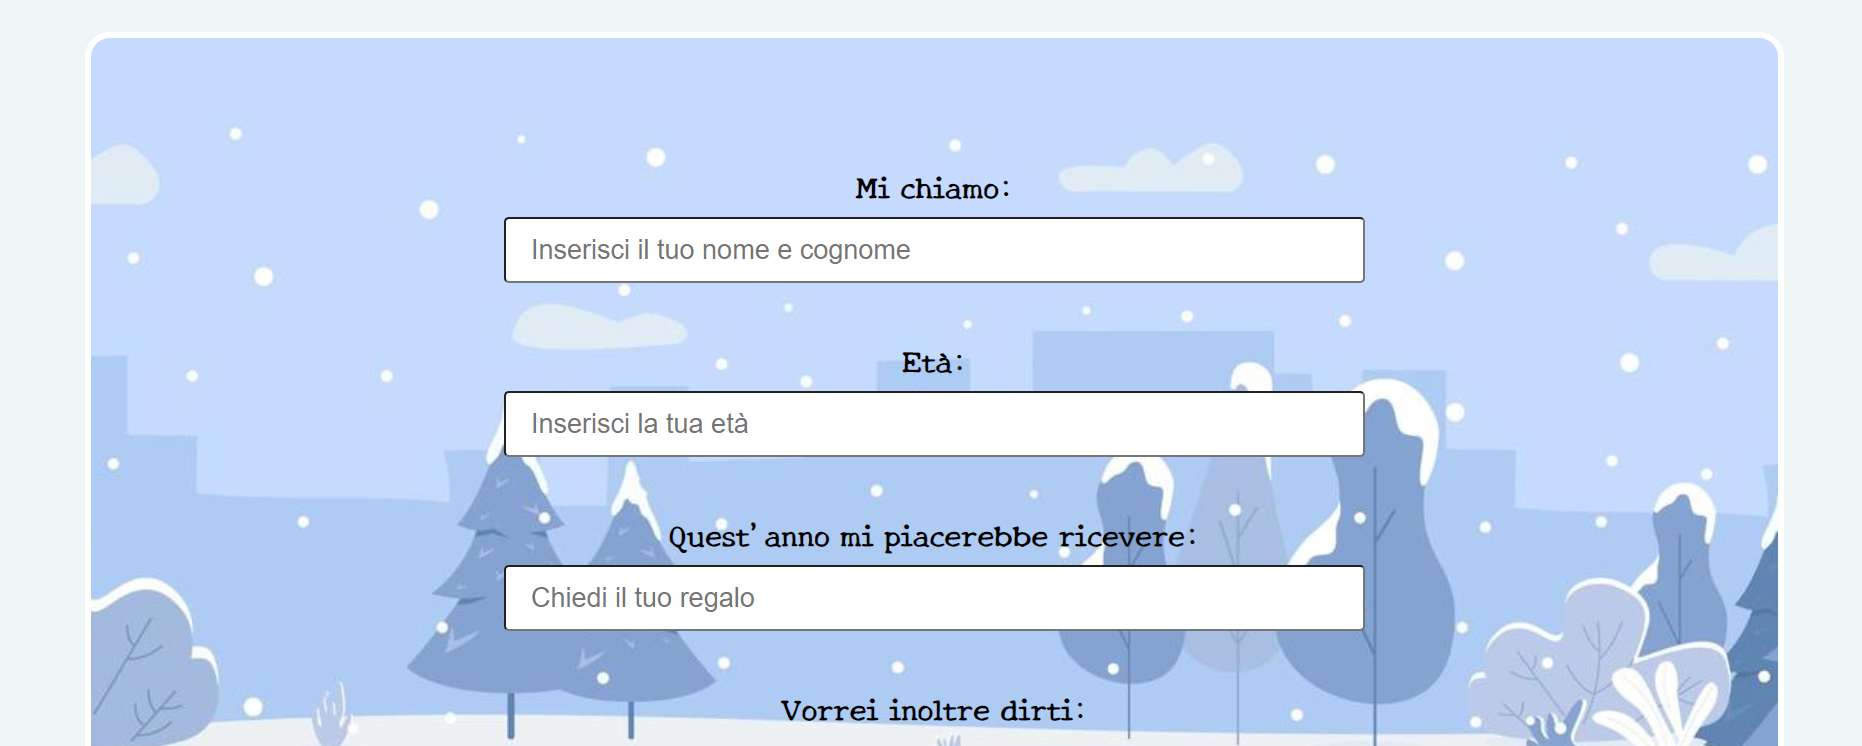 Mi chiamo:
Inserisci il tuo nome e cognome
Età:
Inserisci la tua età
Quest'anno mi piacerebbe ricevere:
Chiedi il tuo regalo
Vorrei inoltre dirti: